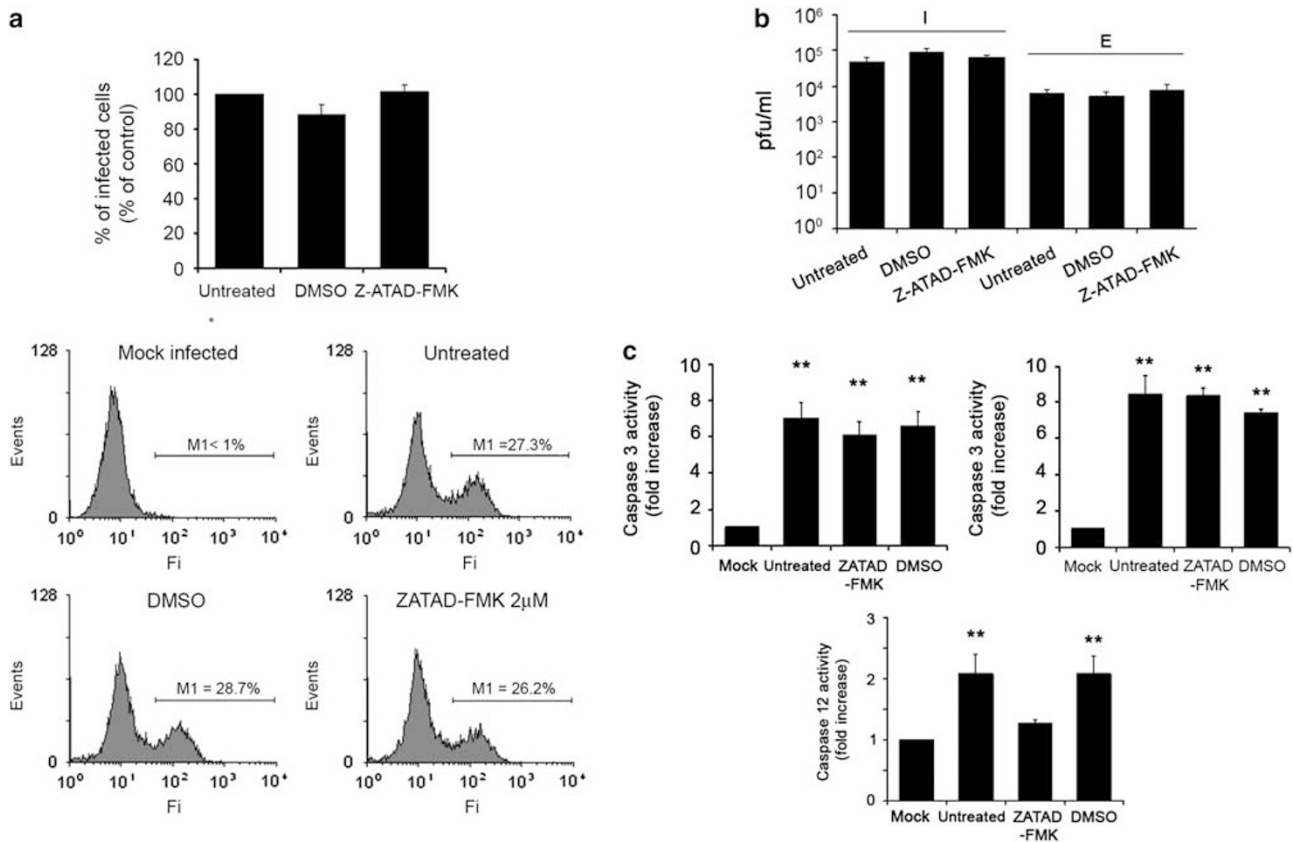 a
% of infected cells
(% of control)
120
100
80
60
40
20
0
Untreated DMSO Z-ATAD-FMK
Mock infected
128
Events
0
M1< 1%
10⁰ 10¹ 10² 10³ 10⁴
Fi
Untreated
128
Events
0
M1 =27.3%
10⁰ 10¹ 10² 10³ 10⁴
Fi
DMSO
128
Events
0
M1 = 28.7%
10⁰ 10¹ 10² 10³ 10⁴
Fi
ZATAD-FMK 2µM
128
Events
0
M1 = 26.2%
10⁰ 10¹ 10² 10³ 10⁴
Fi
b
pfu/ml
10⁶
10⁵
10⁴
10³
10²
10¹
10⁰
I
E
Untreated
DMSO
Z-ATAD-FMK
Untreated
DMSO
Z-ATAD-FMK
c
Caspase 3 activity
(fold increase)
10
8
6
4
2
0
** ** **
Mock Untreated ZATAD DMSO
-FMK
Caspase 3 activity
(fold increase)
10
8
6
4
2
0
** ** **
Mock Untreated ZATAD DMSO
-FMK
Caspase 12 activity
(fold increase)
3
2
1
0
** **
Mock Untreated ZATAD DMSO
-FMK